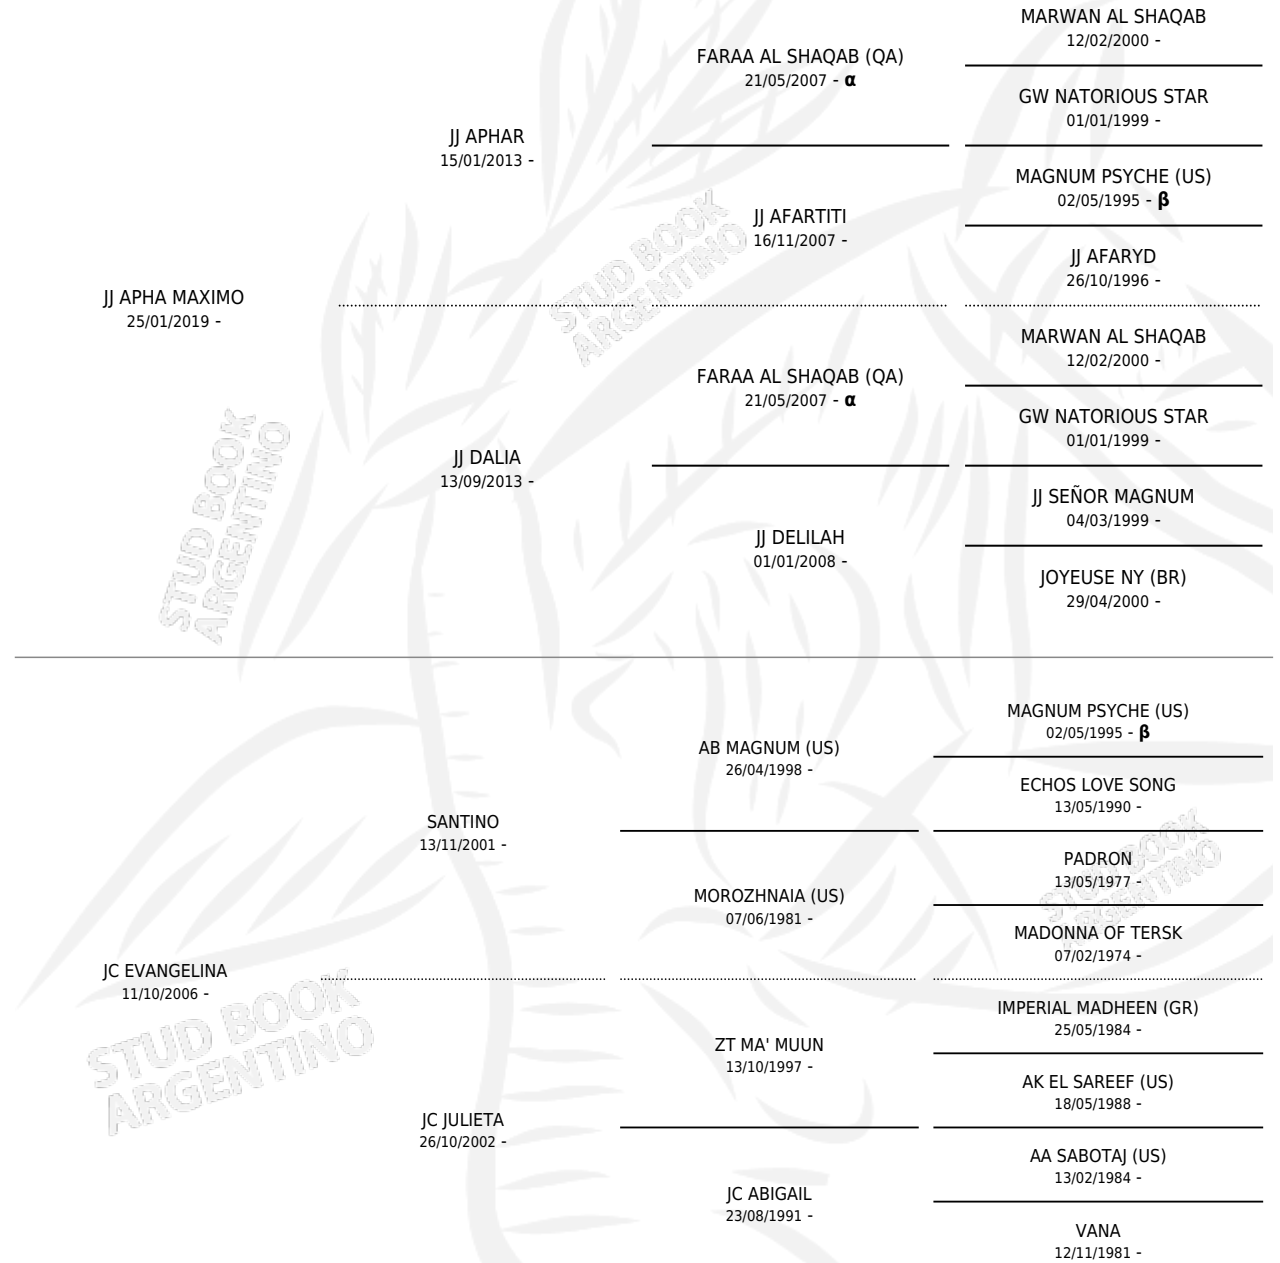 MARWAN AL SHAQAB
12/02/2000 -
FARAA AL SHAQAB (QA)
21/05/2007 - α
GW NATORIOUS STAR
01/01/1999 -
JJ APHAR
15/01/2013 -
MAGNUM PSYCHE (US)
02/05/1995 - β
JJ AFARTITI
16/11/2007 -
JJ AFARYD
26/10/1996 -
JJ APHA MAXIMO
25/01/2019 -
MARWAN AL SHAQAB
12/02/2000 -
FARAA AL SHAQAB (QA)
21/05/2007 - α
GW NATORIOUS STAR
01/01/1999 -
JJ DALIA
13/09/2013 -
JJ SEÑOR MAGNUM
04/03/1999 -
JJ DELILAH
01/01/2008 -
JOYEUSE NY (BR)
29/04/2000 -
MAGNUM PSYCHE (US)
02/05/1995 - β
AB MAGNUM (US)
26/04/1998 -
ECHOS LOVE SONG
13/05/1990 -
SANTINO
13/11/2001 -
PADRON
13/05/1977 -
MOROZHNAIA (US)
07/06/1981 -
MADONNA OF TERSK
07/02/1974 -
JC EVANGELINA
11/10/2006 -
IMPERIAL MADHEEN (GR)
25/05/1984 -
ZT MA' MUUN
13/10/1997 -
AK EL SAREEF (US)
18/05/1988 -
JC JULIETA
26/10/2002 -
AA SABOTAJ (US)
13/02/1984 -
JC ABIGAIL
23/08/1991 -
VANA
12/11/1981 -
STUD BOOK
ARGENTINO
STUD BOOK
ARGENTINO
STUD BOOK
ARGENTINO
STUD BOOK
ARGENTINO